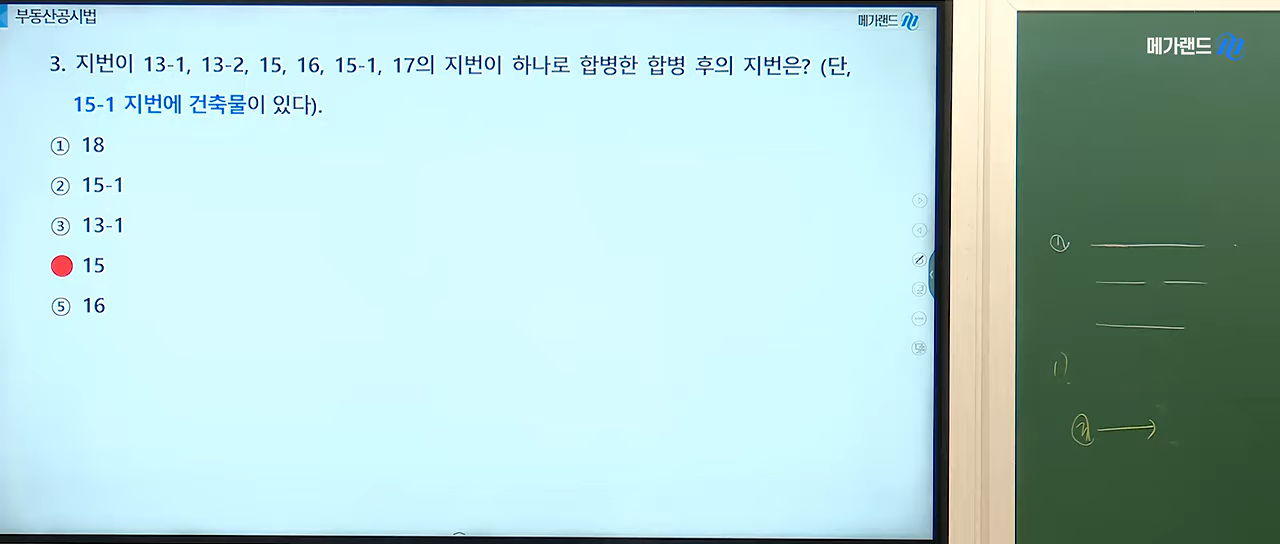 부동산공시법
메가랜드
메가랜드
3. 지번이 13-1, 13-2, 15, 16, 15-1, 17의 지번이 하나로 합병한 합병 후의 지번은? (단,
15-1 지번에 건축물이 있다).
① 18
② 15-1
③ 13-1
15
⑤ 16
①
1)